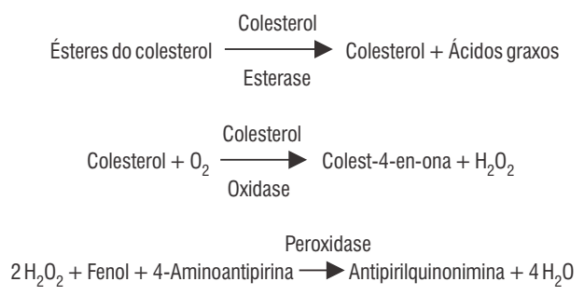 Colesterol
Ésteres do colesterol → Colesterol + Ácidos graxos
Esterase
Colesterol
Colesterol + O₂ → Colest-4-en-ona + H₂O₂
Oxidase
Peroxidase
2 H₂O₂ + Fenol + 4-Aminoantipirina → Antipirilquinonimina + 4 H₂O